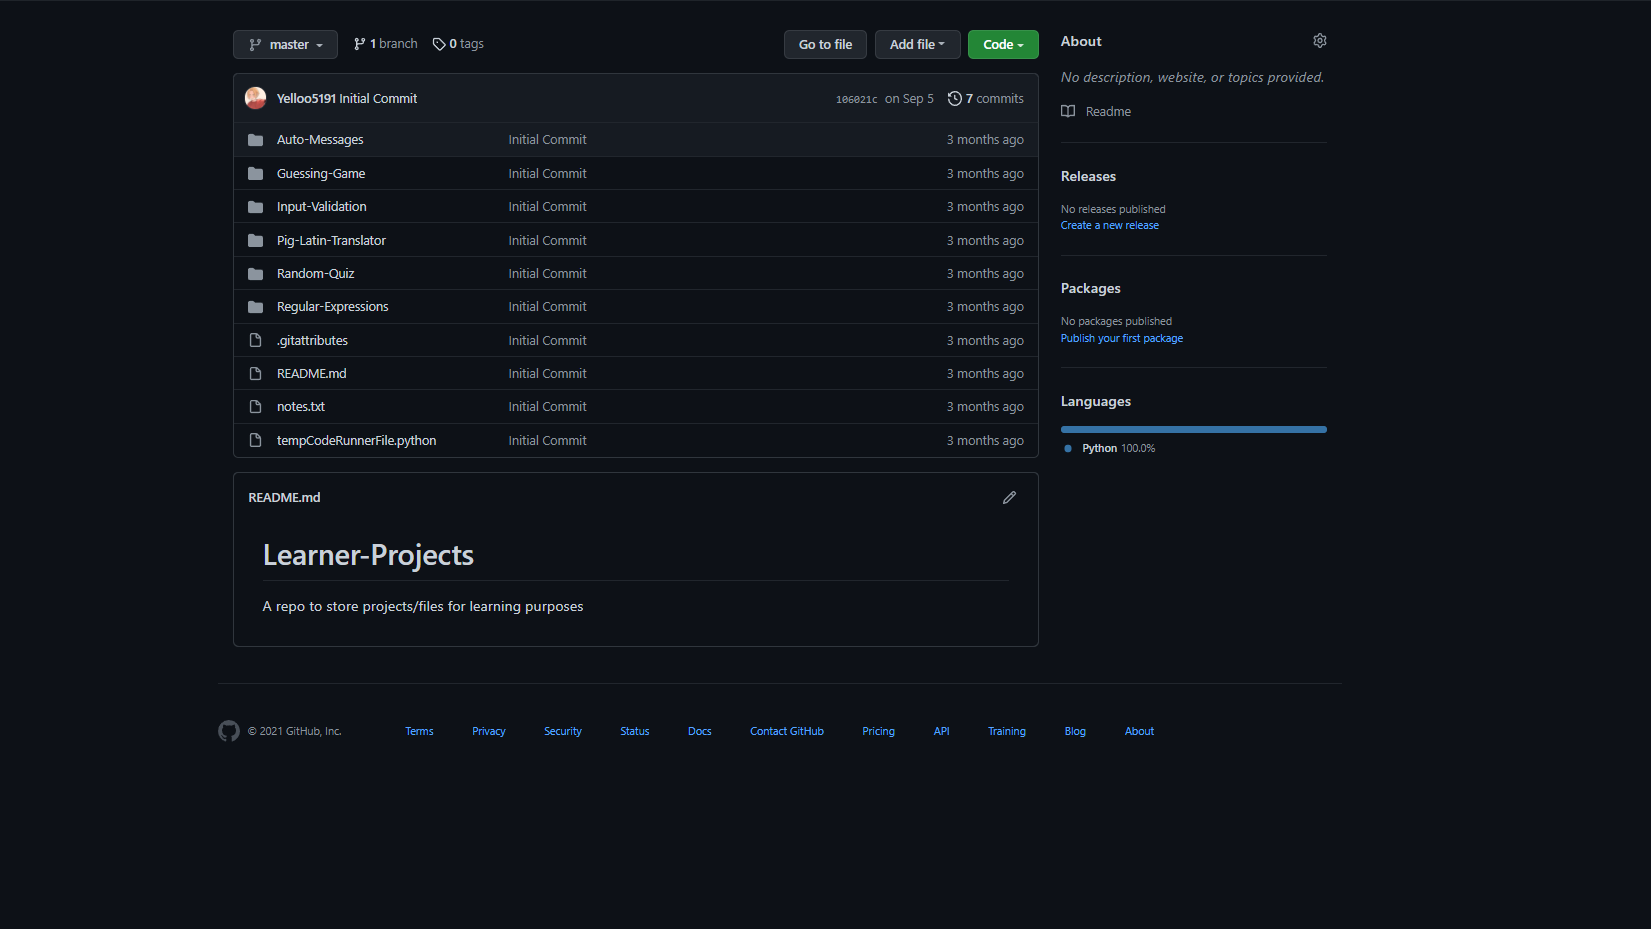 master 1 branch 0 tags Go to file Add file Code
Yelloo5191 Initial Commit 106021c on Sep 5 7 commits
Auto-Messages Initial Commit 3 months ago
Guessing-Game Initial Commit 3 months ago
Input-Validation Initial Commit 3 months ago
Pig-Latin-Translator Initial Commit 3 months ago
Random-Quiz Initial Commit 3 months ago
Regular-Expressions Initial Commit 3 months ago
.gitattributes Initial Commit 3 months ago
README.md Initial Commit 3 months ago
notes.txt Initial Commit 3 months ago
tempCodeRunnerFile.python Initial Commit 3 months ago
README.md
Learner-Projects
A repo to store projects/files for learning purposes
About
No description, website, or topics provided.
Readme
Releases
No releases published
Create a new release
Packages
No packages published
Publish your first package
Languages
Python 100.0%
© 2021 GitHub, Inc. Terms Privacy Security Status Docs Contact GitHub Pricing API Training Blog About